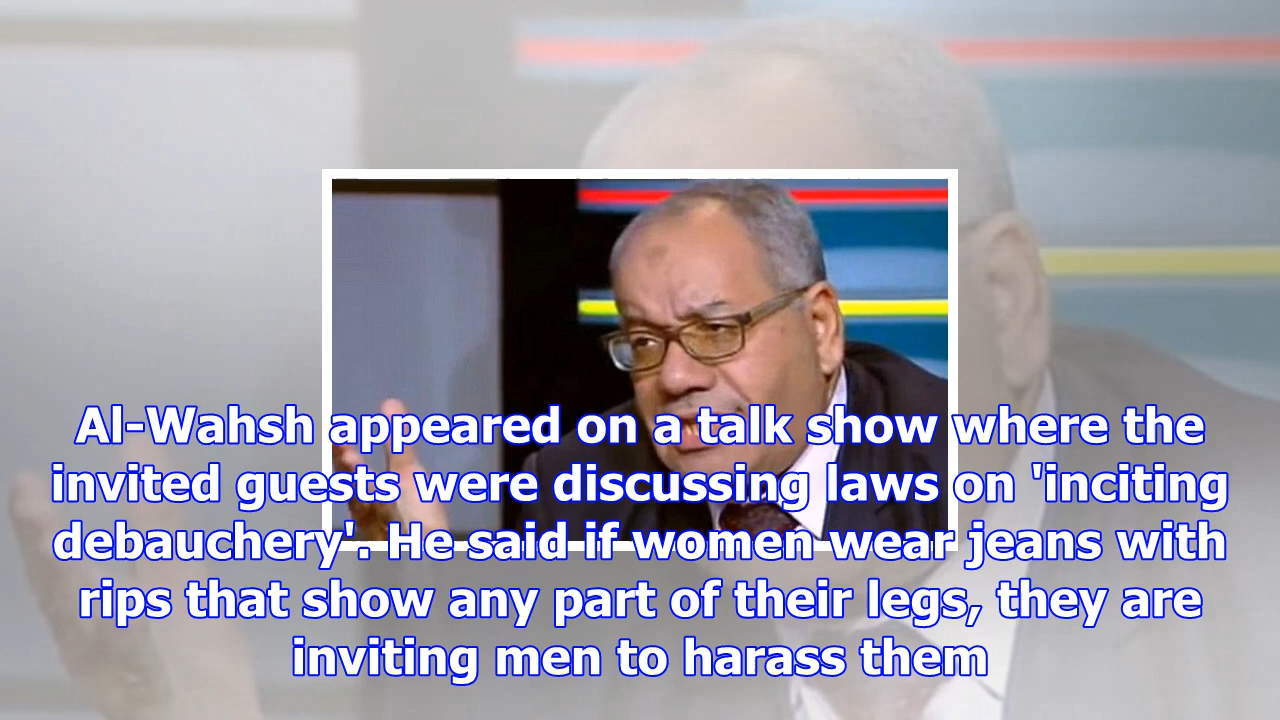 Al-Wahsh appeared on a talk show where the
invited guests were discussing laws on 'inciting
debauchery'. He said if women wear jeans with
rips that show any part of their legs, they are
inviting men to harass them